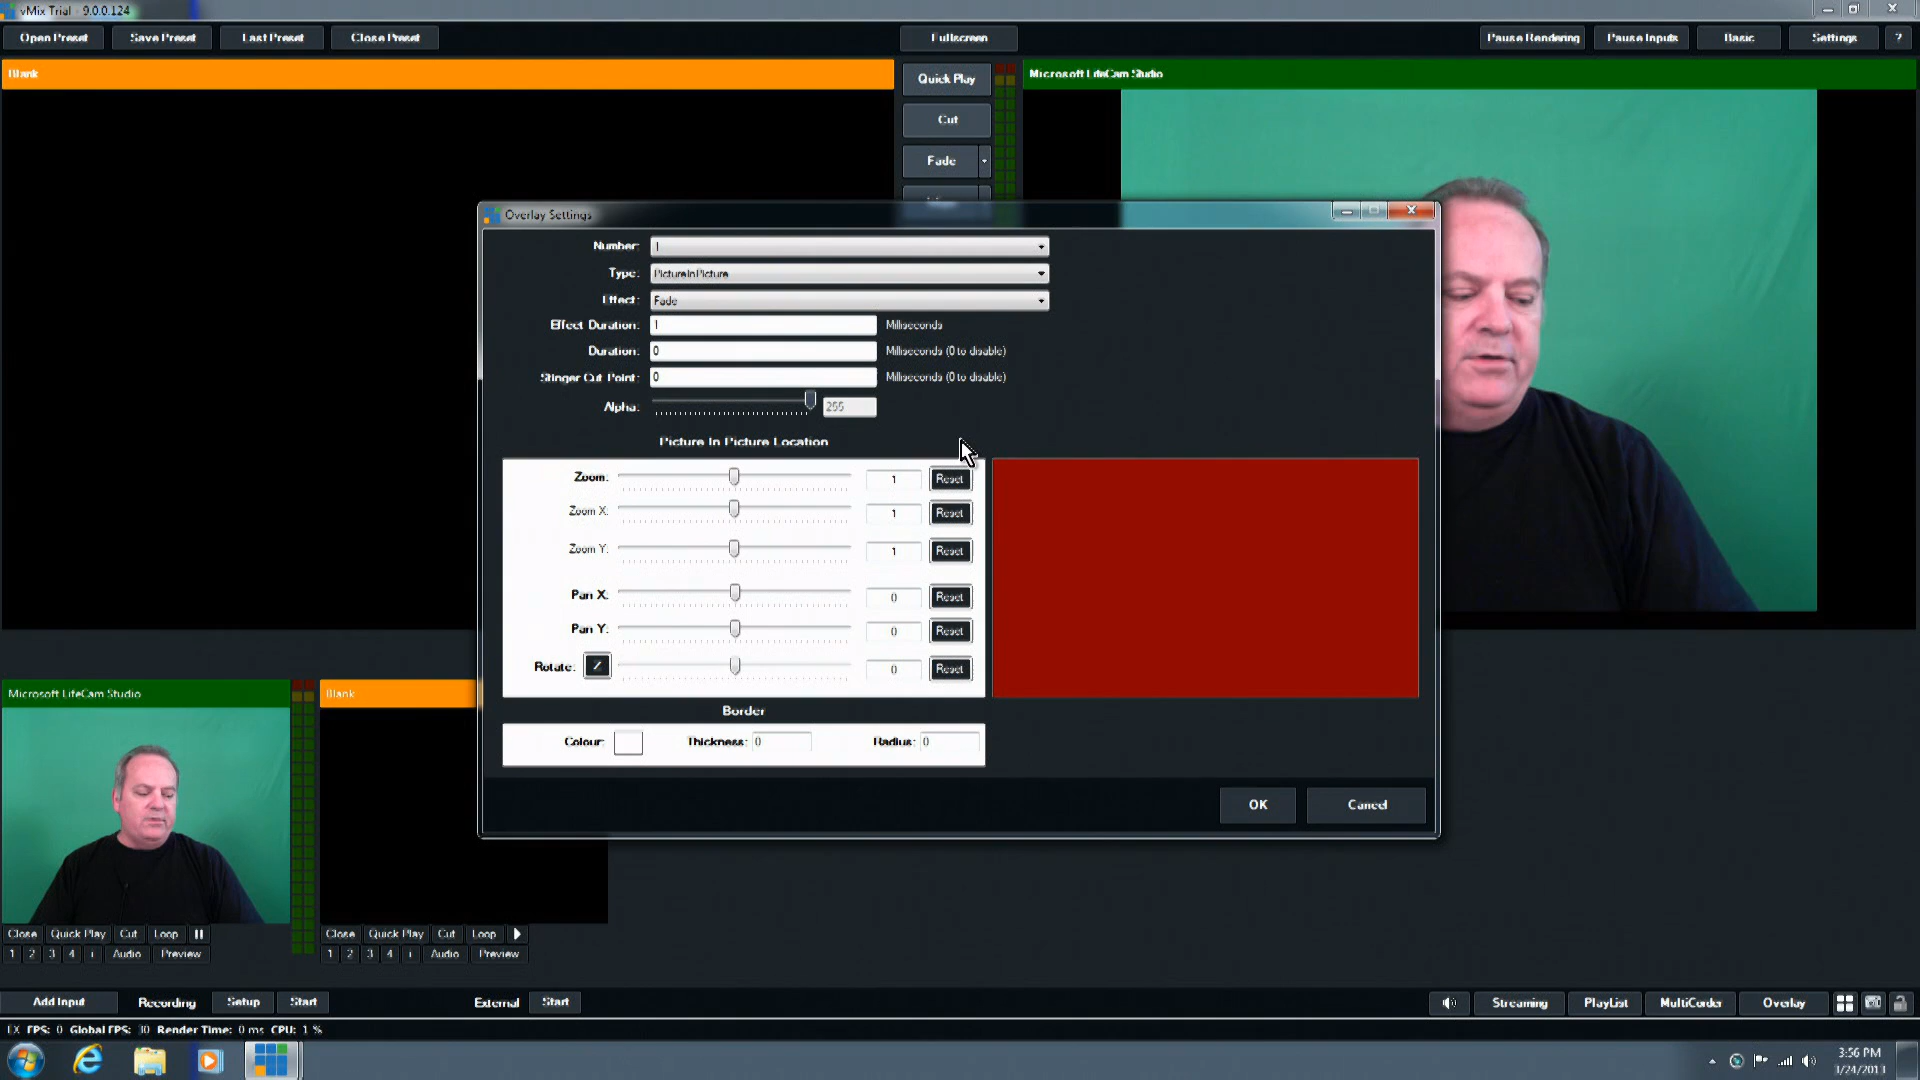 vMix Trial - 9.0.0.124
Open Preset Save Preset Last Preset Close Preset Fullscreen Pause Rendering Pause Inputs Basic Settings ?
Blank
Quick Play
Microsoft LifeCam Studio
Cut
Fade
Overlay Settings
Number: 1
Type: PictureInPicture
Effect: Fade
Effect Duration: 1 Milliseconds
Duration: 0 Milliseconds (0 to disable)
Stinger Cut Point: 0 Milliseconds (0 to disable)
Alpha: 255
Picture In Picture Location
Zoom: 1 Reset
Zoom X: 1 Reset
Zoom Y: 1 Reset
Pan X: 0 Reset
Pan Y: 0 Reset
Rotate: Z 0 Reset
Border
Colour: Thickness: 0 Radius: 0
OK Cancel
Microsoft LifeCam Studio
Blank
Close Quick Play Cut Loop
1 2 3 4 i Audio Preview
Close Quick Play Cut Loop
1 2 3 4 i Audio Preview
Add Input Recording Setup Start External Start Streaming PlayList MultiCorder Overlay
EX FPS: 0 Global FPS: 30 Render Time: 0 ms CPU: 1 %
3:56 PM
3/24/2013